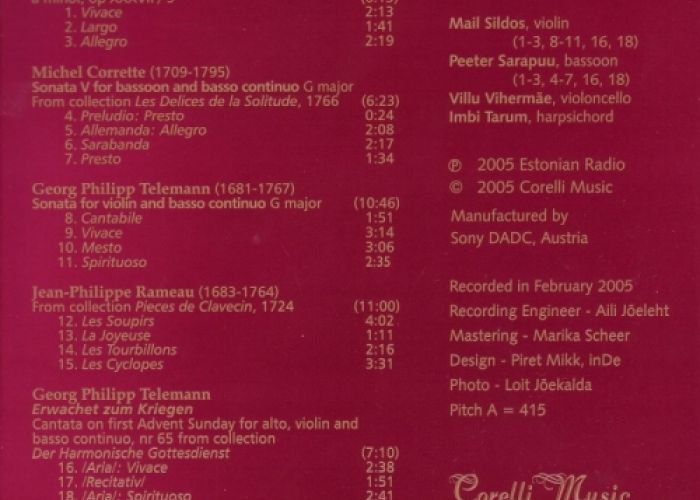 1. Vivace 2:13
2. Largo 1:41
3. Allegro 2:19
Michel Corrette (1709-1795)
Sonata V for bassoon and basso continuo G major
From collection Les Delices de la Solitude, 1766 (6:23)
4. Preludio: Presto 0:24
5. Allemanda: Allegro 2:08
6. Sarabanda 2:17
7. Presto 1:34
Georg Philipp Telemann (1681-1767)
Sonata for violin and basso continuo G major (10:46)
8. Cantabile 1:51
9. Vivace 3:14
10. Mesto 3:06
11. Spirituoso 2:35
Jean-Philippe Rameau (1683-1764)
From collection Pieces de Clavecin, 1724 (11:00)
12. Les Soupirs 4:02
13. La Joyeuse 1:11
14. Les Tourbillons 2:16
15. Les Cyclopes 3:31
Georg Philipp Telemann
Erwachet zum Kriegen
Cantata on first Advent Sunday for alto, violin and
basso continuo, nr 65 from collection
Der Harmonische Gottesdienst (7:10)
16. /Aria/: Vivace 2:38
17. /Recitativ/ 1:51
18. /Aria/: Spirituoso 2:41
Mail Sildos, violin
(1-3, 8-11, 16, 18)
Peeter Sarapuu, bassoon
(1-3, 4-7, 16, 18)
Villu Vihermäe, violoncello
Imbi Tarum, harpsichord
℗ 2005 Estonian Radio
© 2005 Corelli Music
Manufactured by
Sony DADC, Austria
Recorded in February 2005
Recording Engineer - Aili Jõeleht
Mastering - Marika Scheer
Design - Piret Mikk, inDe
Photo - Loit Jõekalda
Pitch A = 415
Corelli Music